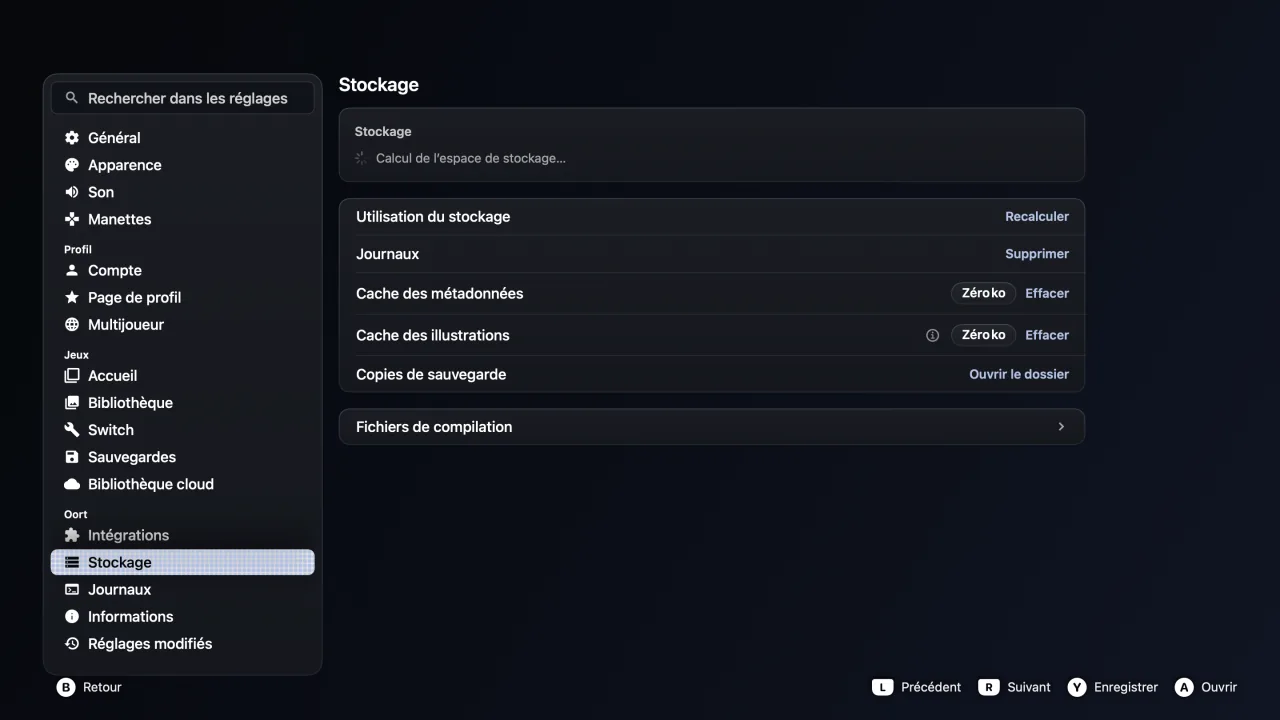 Rechercher dans les réglages
Général
Apparence
Son
Manettes
Profil
Compte
Page de profil
Multijoueur
Jeux
Accueil
Bibliothèque
Switch
Sauvegardes
Bibliothèque cloud
Oort
Intégrations
Stockage
Journaux
Informations
Réglages modifiés
Stockage
Stockage
Calcul de l’espace de stockage…
Utilisation du stockage Recalculer
Journaux Supprimer
Cache des métadonnées Zéro ko Effacer
Cache des illustrations Zéro ko Effacer
Copies de sauvegarde Ouvrir le dossier
Fichiers de compilation
B Retour L Précédent R Suivant Y Enregistrer A Ouvrir